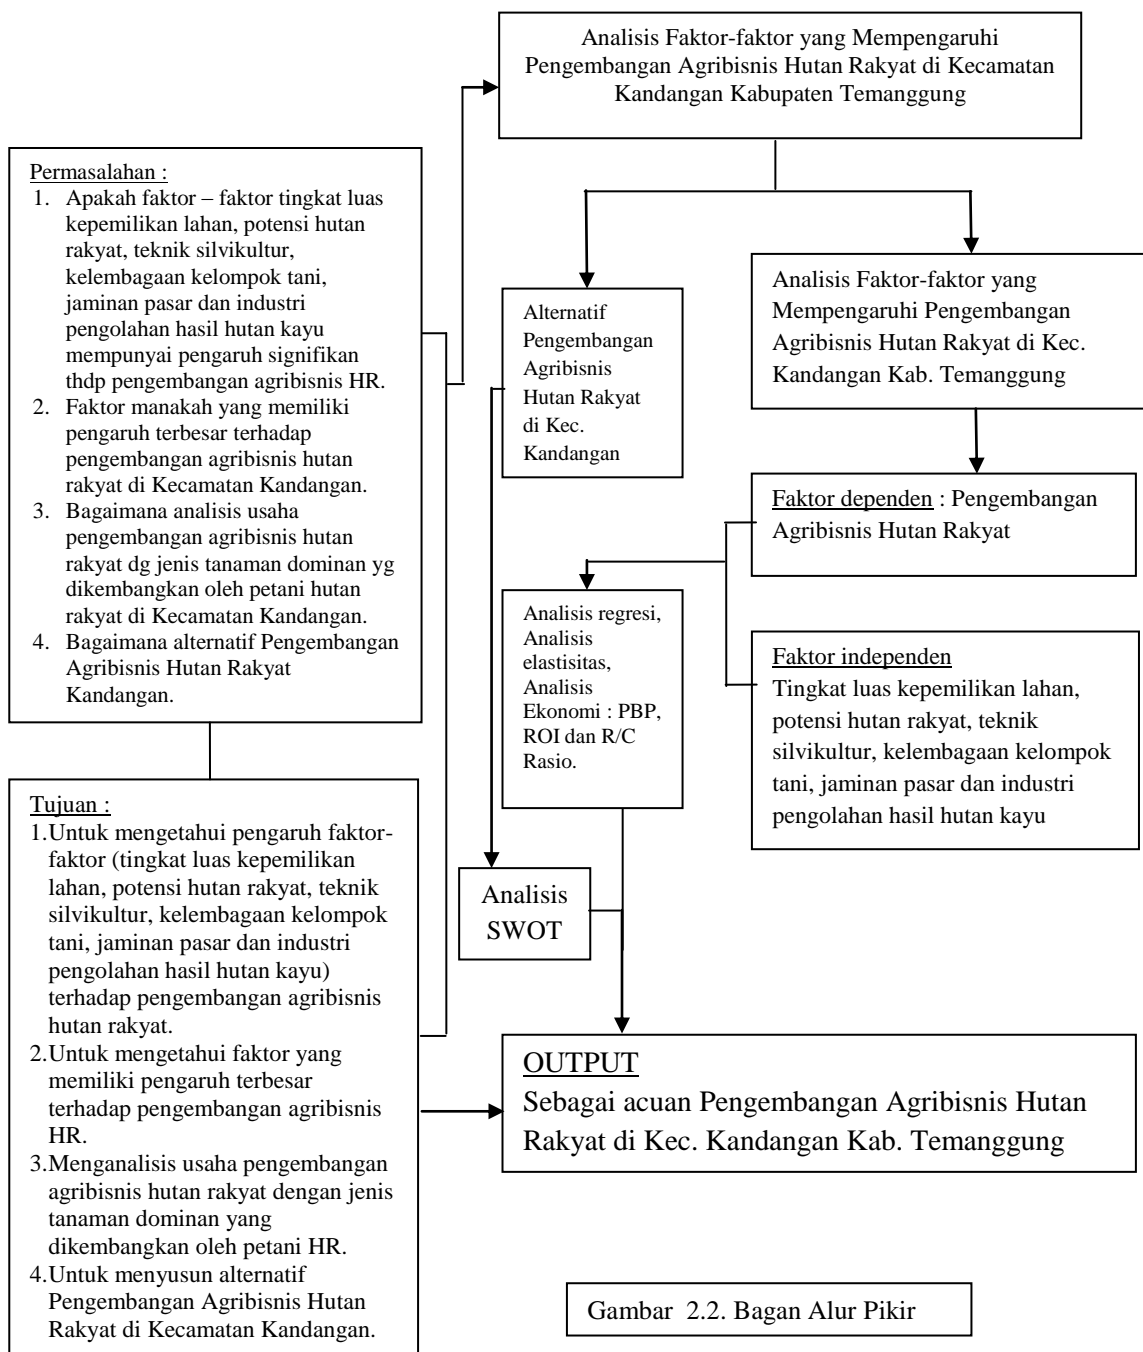 Analisis Faktor-faktor yang Mempengaruhi
Pengembangan Agribisnis Hutan Rakyat di Kecamatan
Kandangan Kabupaten Temanggung
Permasalahan :
1. Apakah faktor – faktor tingkat luas
kepemilikan lahan, potensi hutan
rakyat, teknik silvikultur,
kelembagaan kelompok tani,
jaminan pasar dan industri
pengolahan hasil hutan kayu
mempunyai pengaruh signifikan
thdp pengembangan agribisnis HR.
2. Faktor manakah yang memiliki
pengaruh terbesar terhadap
pengembangan agribisnis hutan
rakyat di Kecamatan Kandangan.
3. Bagaimana analisis usaha
pengembangan agribisnis hutan
rakyat dg jenis tanaman dominan yg
dikembangkan oleh petani hutan
rakyat di Kecamatan Kandangan.
4. Bagaimana alternatif Pengembangan
Agribisnis Hutan Rakyat
Kandangan.
Alternatif
Pengembangan
Agribisnis
Hutan Rakyat
di Kec.
Kandangan
Analisis Faktor-faktor yang
Mempengaruhi Pengembangan
Agribisnis Hutan Rakyat di Kec.
Kandangan Kab. Temanggung
Faktor dependen : Pengembangan
Agribisnis Hutan Rakyat
Analisis regresi,
Analisis
elastisitas,
Analisis
Ekonomi : PBP,
ROI dan R/C
Rasio.
Faktor independen
Tingkat luas kepemilikan lahan,
potensi hutan rakyat, teknik
silvikultur, kelembagaan kelompok
tani, jaminan pasar dan industri
pengolahan hasil hutan kayu
Tujuan :
1.Untuk mengetahui pengaruh faktor-
faktor (tingkat luas kepemilikan
lahan, potensi hutan rakyat, teknik
silvikultur, kelembagaan kelompok
tani, jaminan pasar dan industri
pengolahan hasil hutan kayu)
terhadap pengembangan agribisnis
hutan rakyat.
2.Untuk mengetahui faktor yang
memiliki pengaruh terbesar
terhadap pengembangan agribisnis
HR.
3.Menganalisis usaha pengembangan
agribisnis hutan rakyat dengan jenis
tanaman dominan yang
dikembangkan oleh petani HR.
4.Untuk menyusun alternatif
Pengembangan Agribisnis Hutan
Rakyat di Kecamatan Kandangan.
Analisis
SWOT
OUTPUT
Sebagai acuan Pengembangan Agribisnis Hutan
Rakyat di Kec. Kandangan Kab. Temanggung
Gambar 2.2. Bagan Alur Pikir